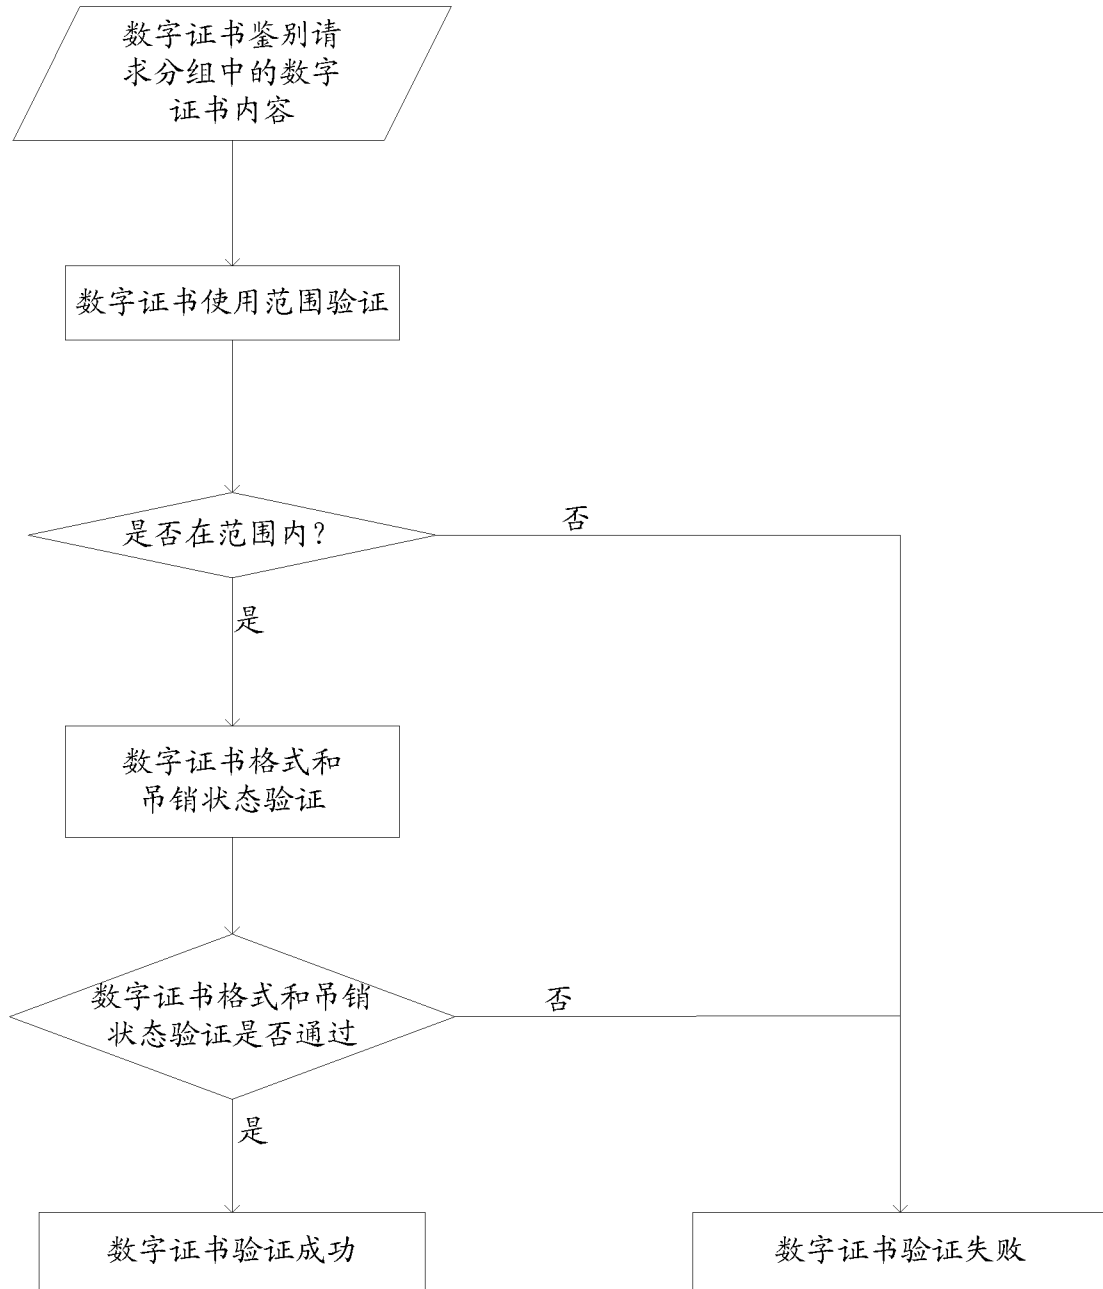 数字证书鉴别请
求分组中的数字
证书内容
数字证书使用范围验证
是否在范围内?
否
是
数字证书格式和
吊销状态验证
数字证书格式和吊销
状态验证是否通过
否
是
数字证书验证成功
数字证书验证失败